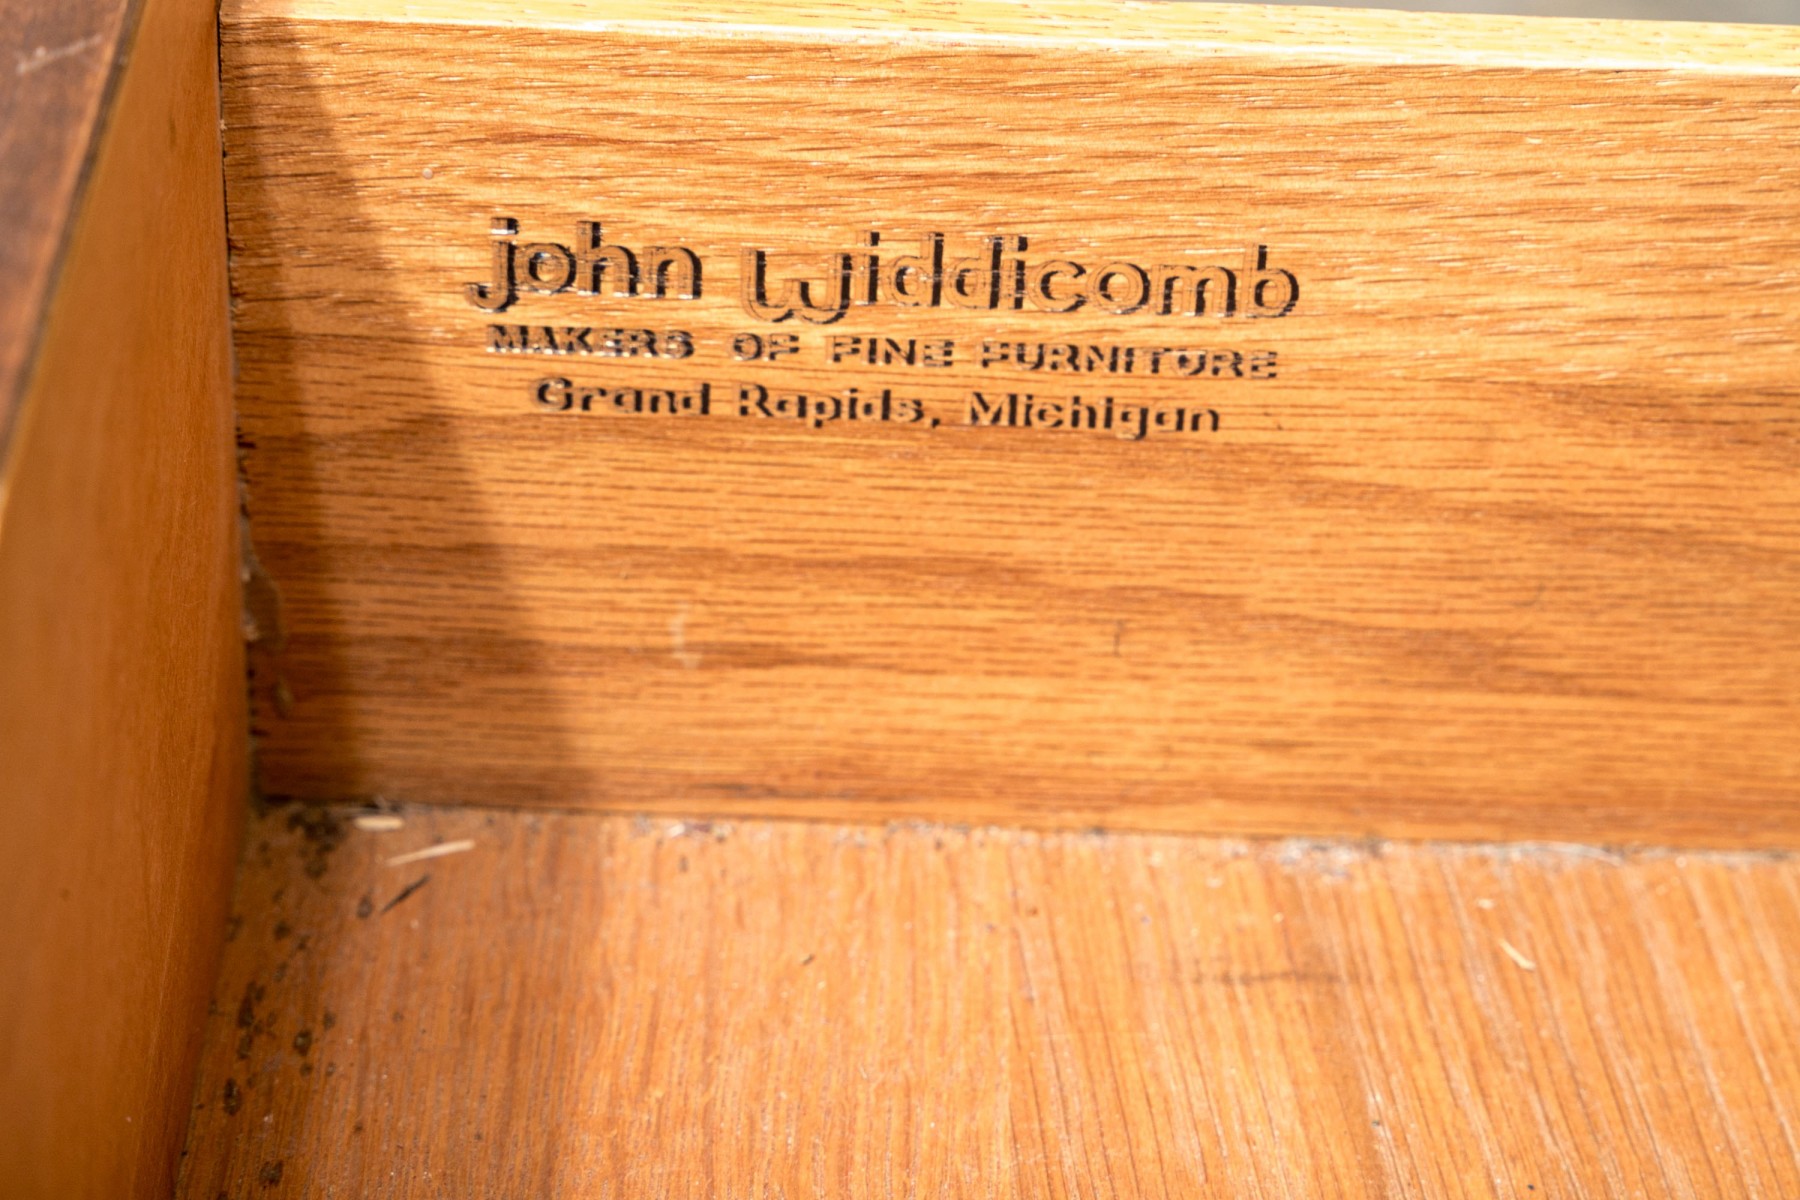 john widdicomb
MAKERS OF FINE FURNITURE
Grand Rapids, Michigan